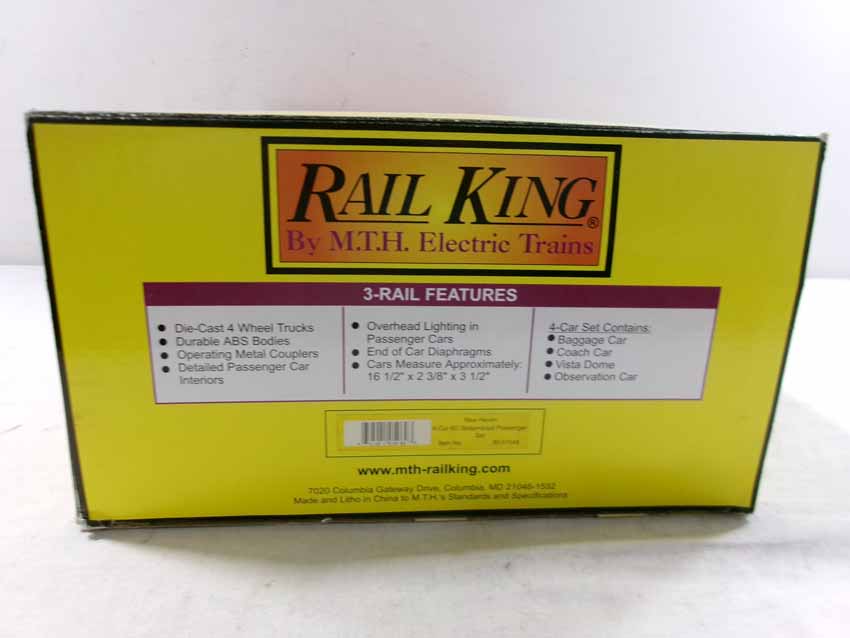 RAIL KING®
By M.T.H. Electric Trains
3-RAIL FEATURES
• Die-Cast 4 Wheel Trucks
• Durable ABS Bodies
• Operating Metal Couplers
• Detailed Passenger Car
Interiors
• Overhead Lighting in
Passenger Cars
• End of Car Diaphragms
• Cars Measure Approximately:
16 1/2" x 2 3/8" x 3 1/2"
4-Car Set Contains:
• Baggage Car
• Coach Car
• Vista Dome
• Observation Car
New Haven
4-Car 60' Streamlined Passenger
Set
Item No.
www.mth-railking.com
7020 Columbia Gateway Drive, Columbia, MD 21046-1532
Made and Litho in China to M.T.H.'s Standards and Specifications